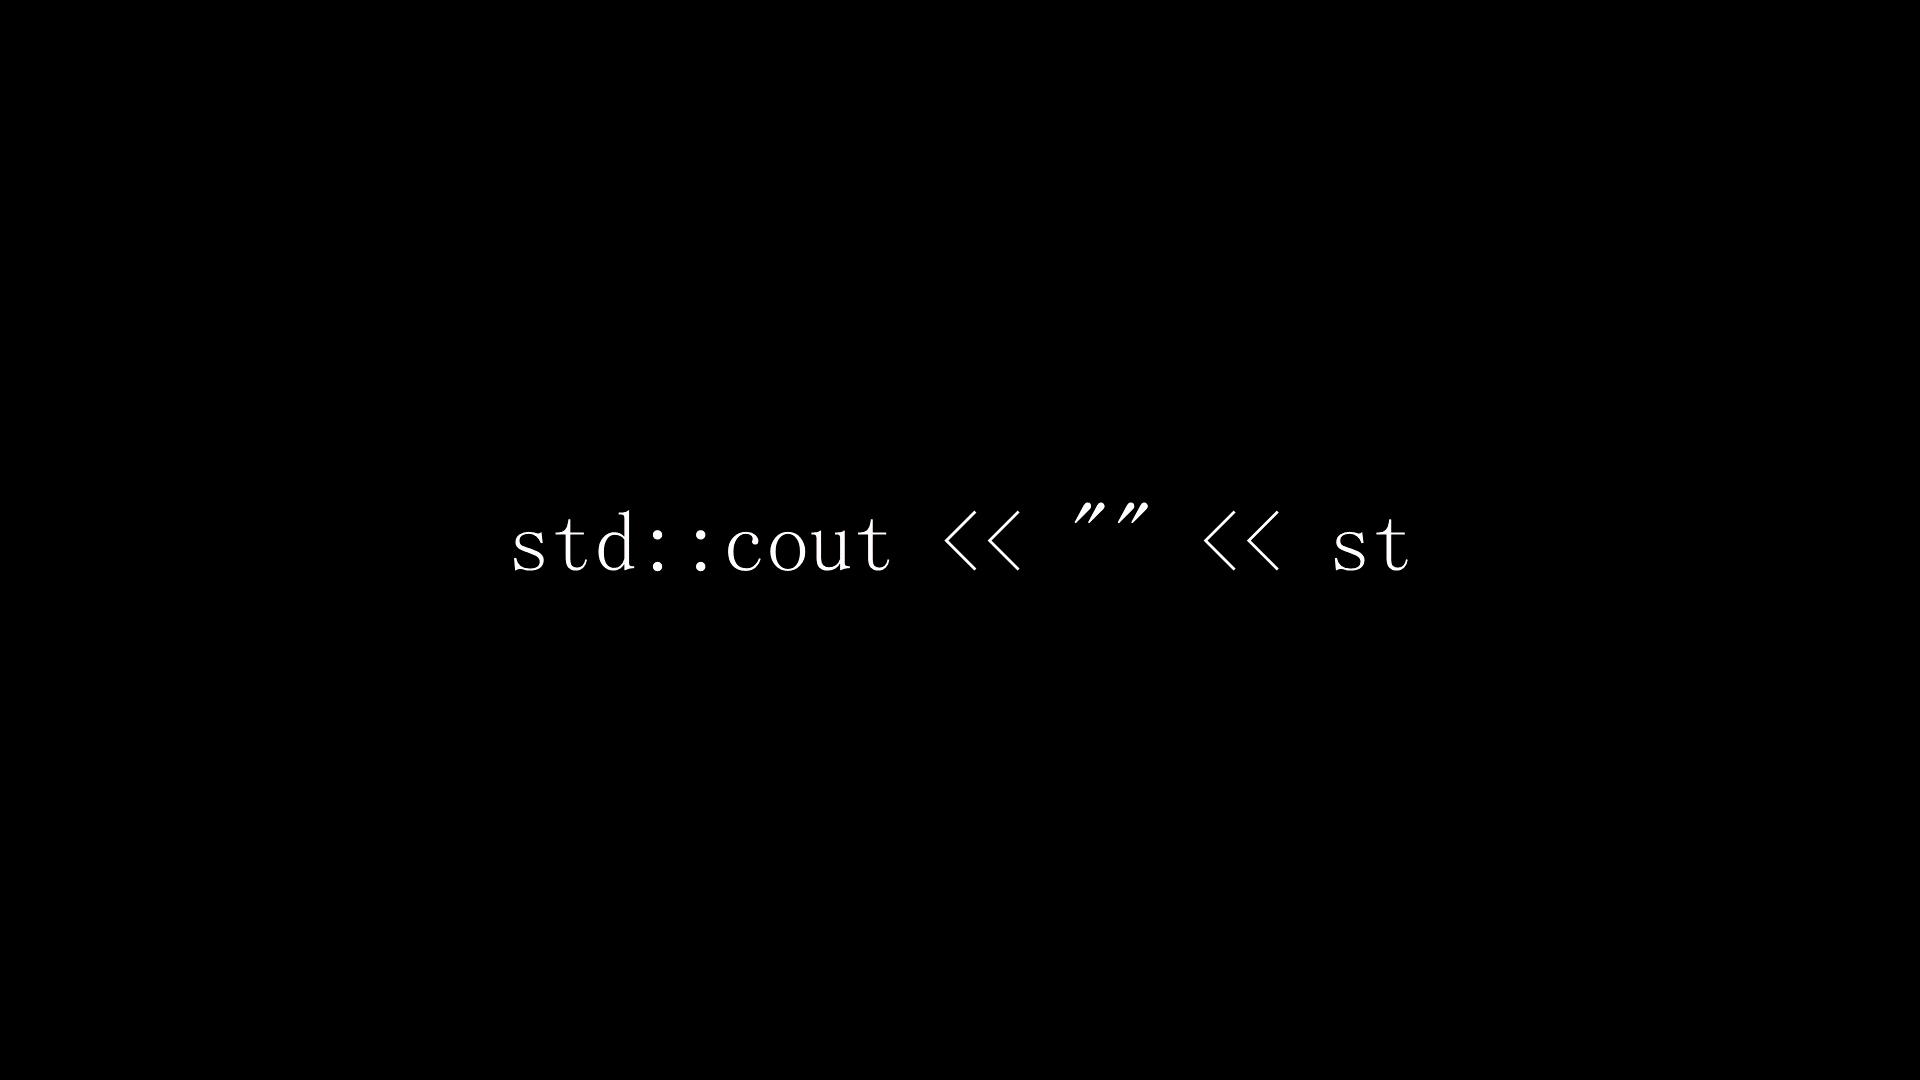 std::cout << "" << st